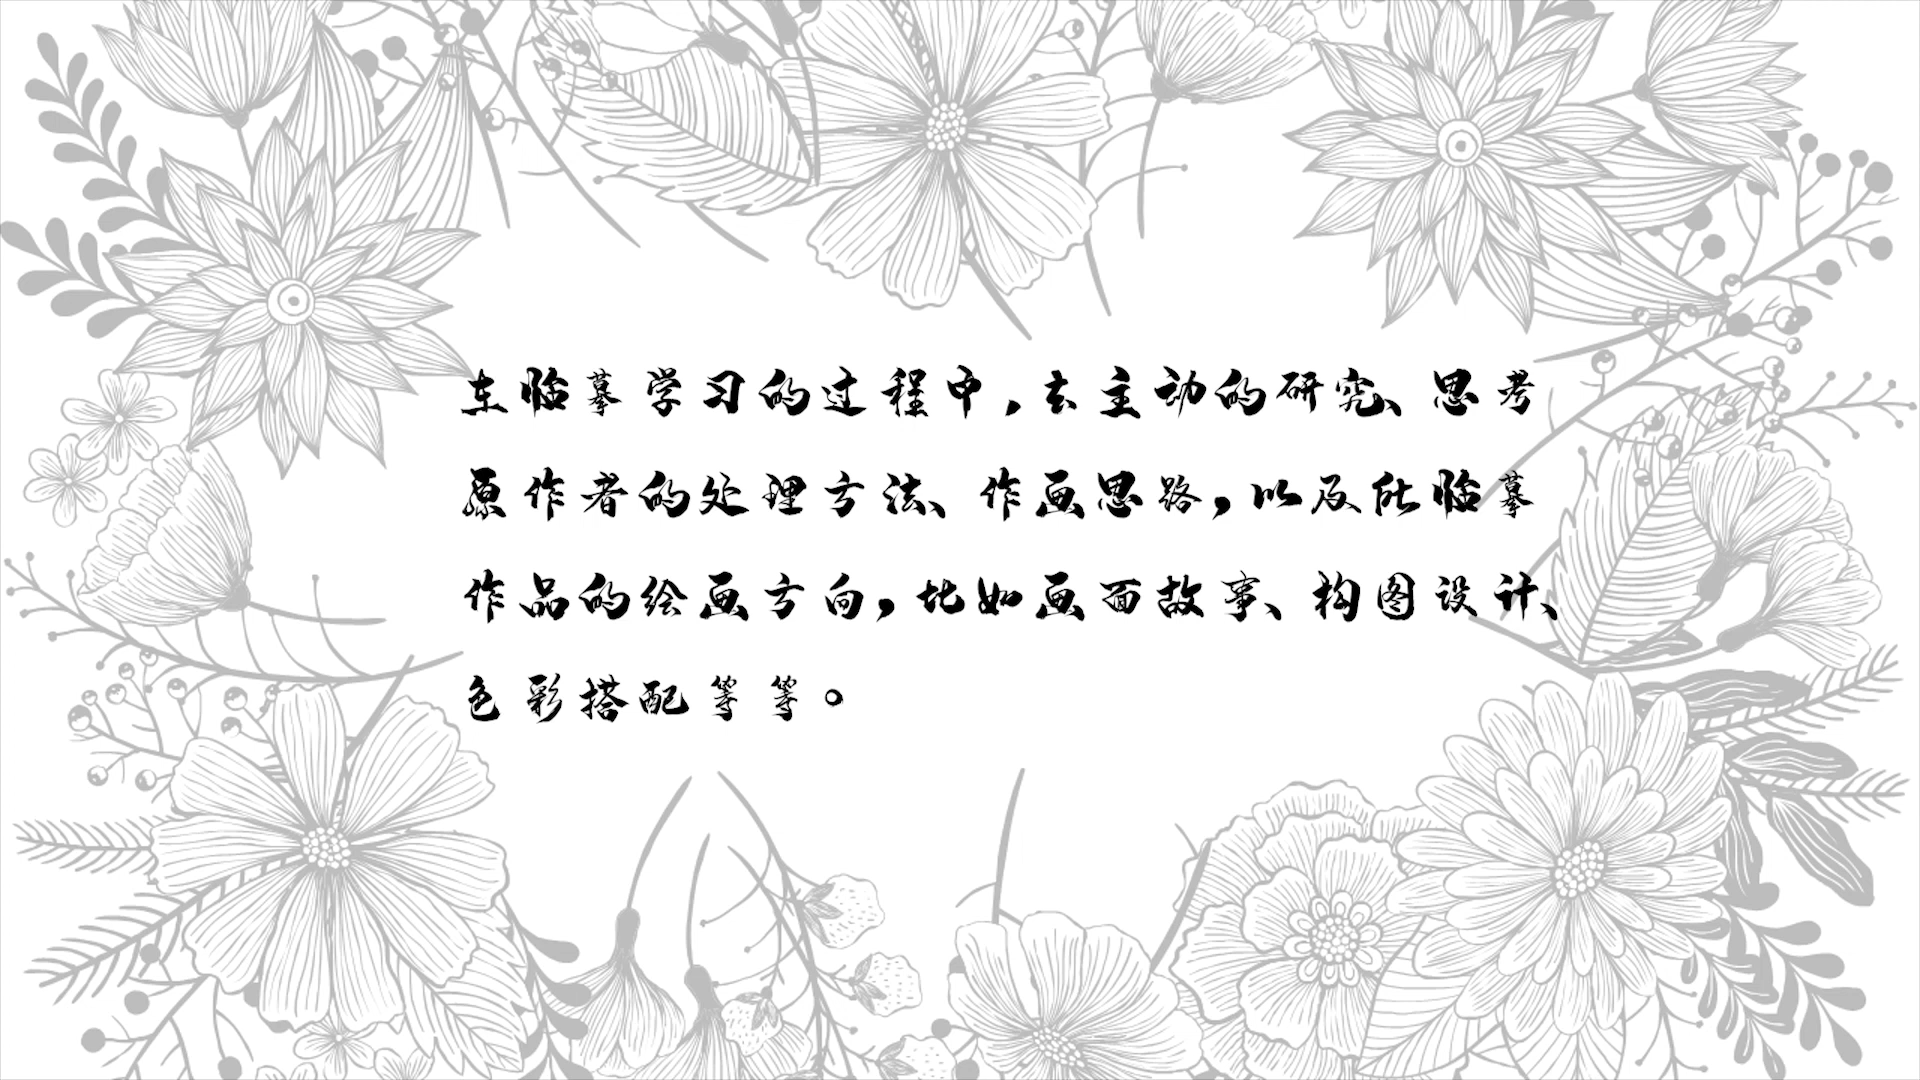 在临摹学习的过程中，去主动的研究、思考
原作者的处理方法、作画思路，以及所临摹
作品的绘画方向，比如画面故事、构图设计、
色彩搭配等等。